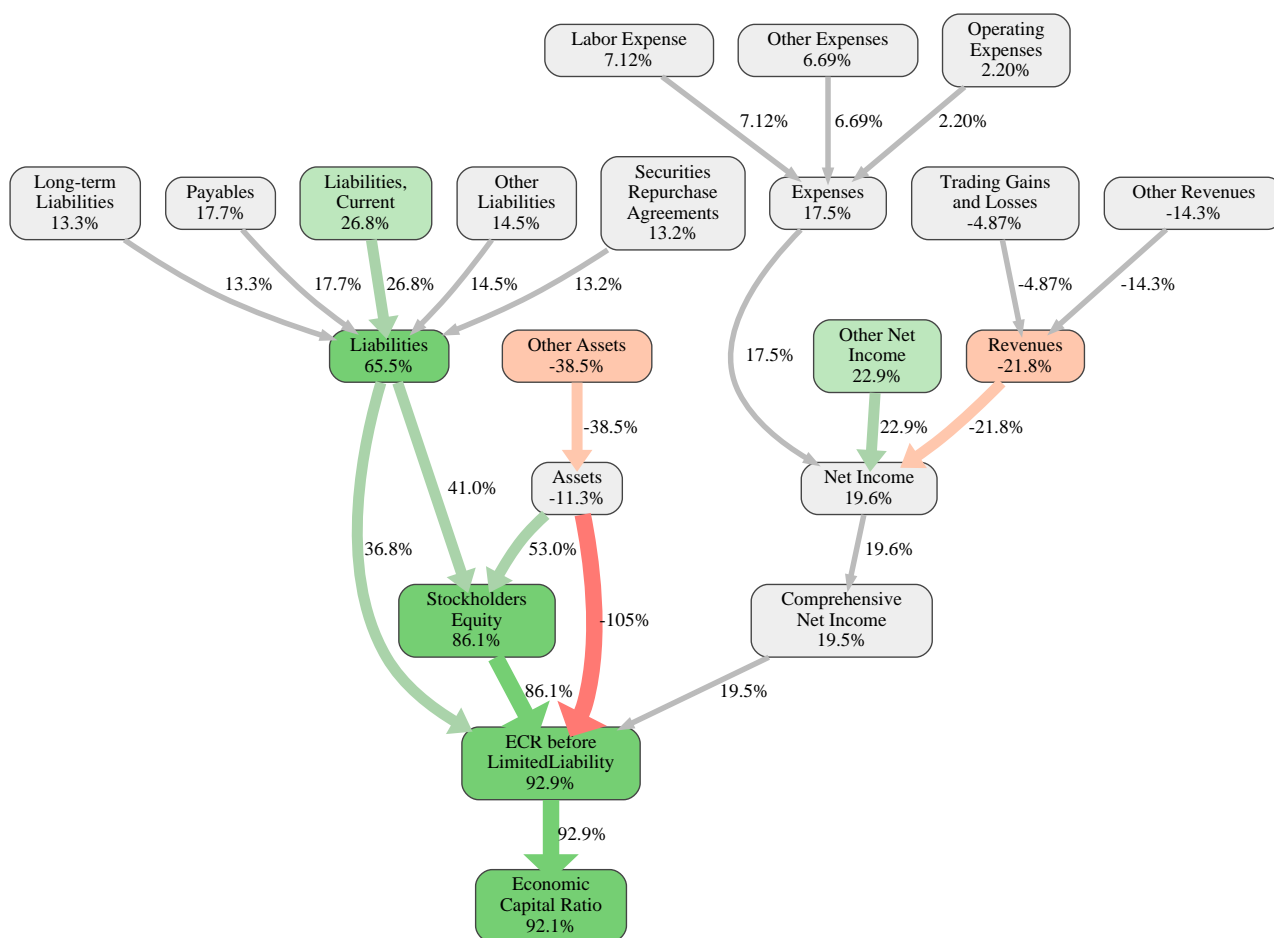 Labor Expense
7.12%
Other Expenses
6.69%
Operating
Expenses
2.20%
7.12%
6.69%
2.20%
Long-term
Liabilities
13.3%
Payables
17.7%
Liabilities,
Current
26.8%
Other
Liabilities
14.5%
Securities
Repurchase
Agreements
13.2%
Expenses
17.5%
Trading Gains
and Losses
-4.87%
Other Revenues
-14.3%
13.3%
17.7%
26.8%
14.5%
13.2%
-4.87%
-14.3%
Liabilities
65.5%
Other Assets
-38.5%
17.5%
Other Net
Income
22.9%
Revenues
-21.8%
-38.5%
22.9%
-21.8%
41.0%
Assets
-11.3%
Net Income
19.6%
36.8%
53.0%
19.6%
Stockholders
Equity
86.1%
-105%
Comprehensive
Net Income
19.5%
86.1%
19.5%
ECR before
LimitedLiability
92.9%
92.9%
Economic
Capital Ratio
92.1%